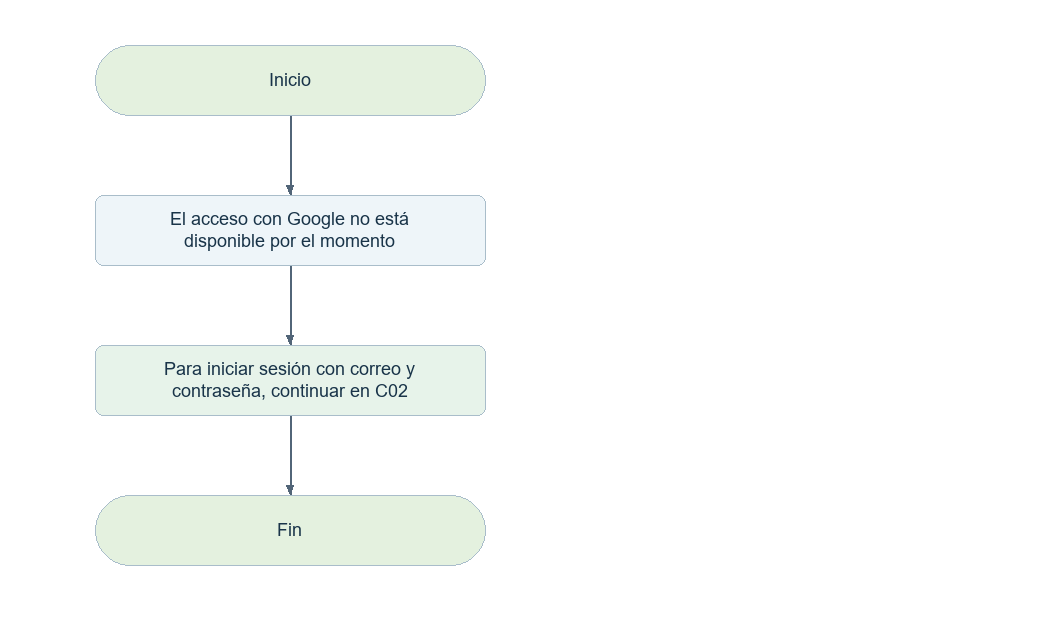 Inicio
El acceso con Google no está
disponible por el momento
Para iniciar sesión con correo y
contraseña, continuar en C02
Fin